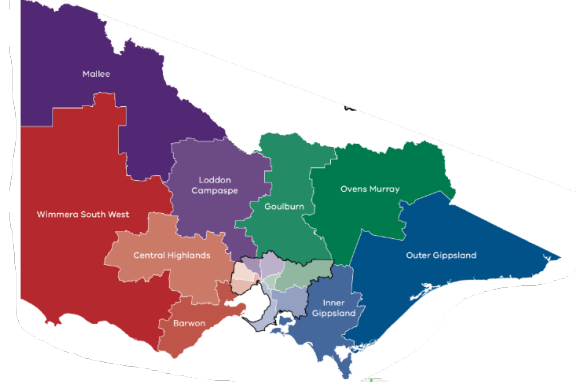 Mallee
Loddon
Campaspe
Goulburn
Ovens Murray
Wimmera South West
Central Highlands
Outer Gippsland
Inner
Gippsland
Barwon